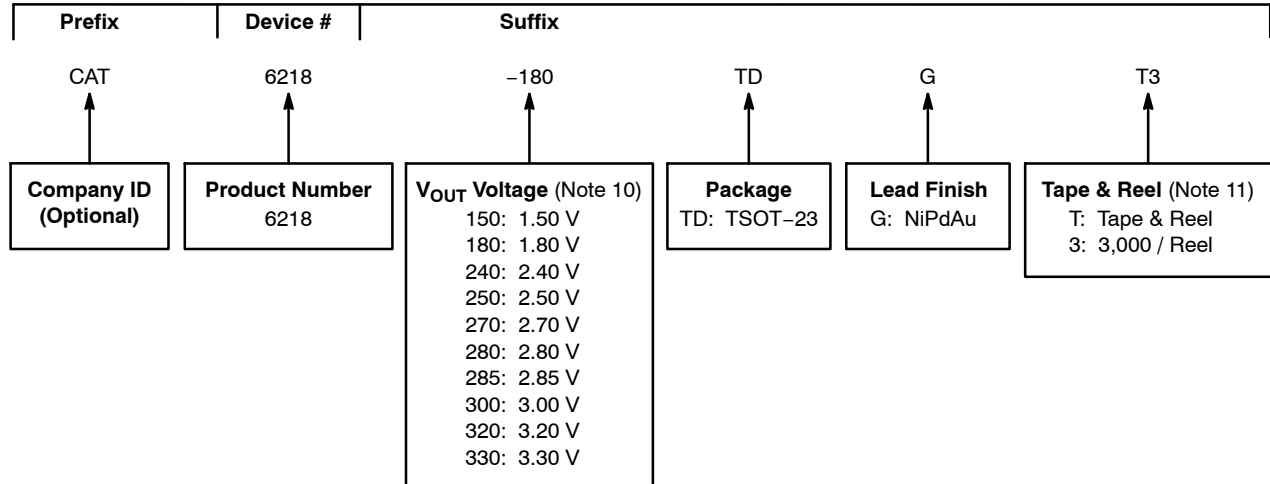 Prefix Device # Suffix
CAT 6218 −180 TD G T3
Company ID
(Optional)
Product Number
6218
VOUT Voltage (Note 10)
150: 1.50 V
180: 1.80 V
240: 2.40 V
250: 2.50 V
270: 2.70 V
280: 2.80 V
285: 2.85 V
300: 3.00 V
320: 3.20 V
330: 3.30 V
Package
TD: TSOT−23
Lead Finish
G: NiPdAu
Tape & Reel (Note 11)
T: Tape & Reel
3: 3,000 / Reel